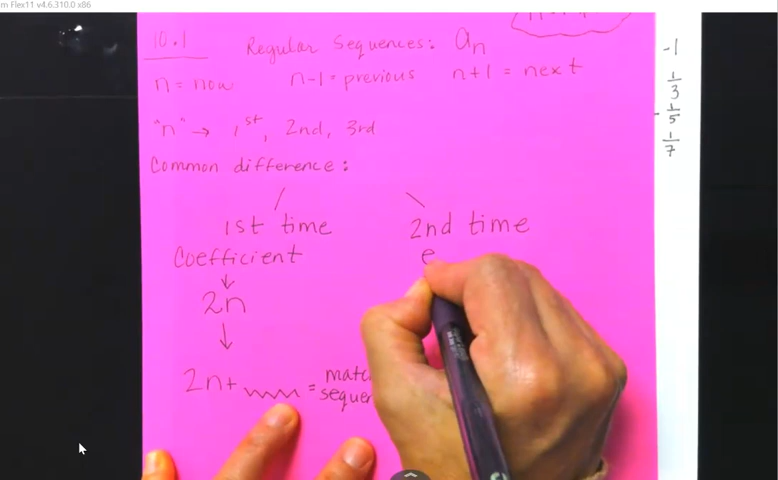 m Flex11 v4.6.310.0 x86
10.1 Regular Sequences: an
n = now n-1 = previous n+1 = next
"n" → 1st, 2nd, 3rd
Common difference:
1st time 2nd time
Coefficient e
↓
2n
↓
2n+ =
-1
1/3
-1/5
1/7